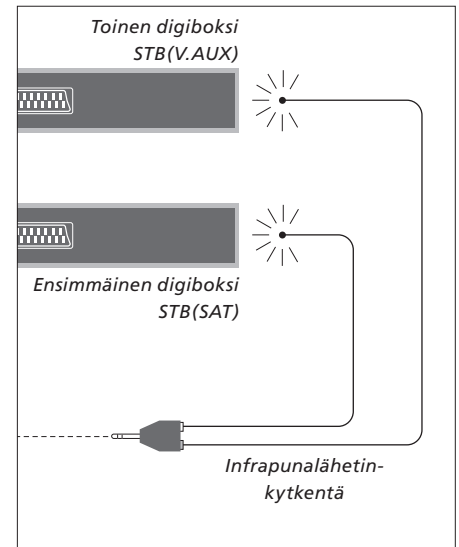 Toinen digiboksi
STB(V.AUX)
Ensimmäinen digiboksi
STB(SAT)
Infrapunalähetin-
kytkentä